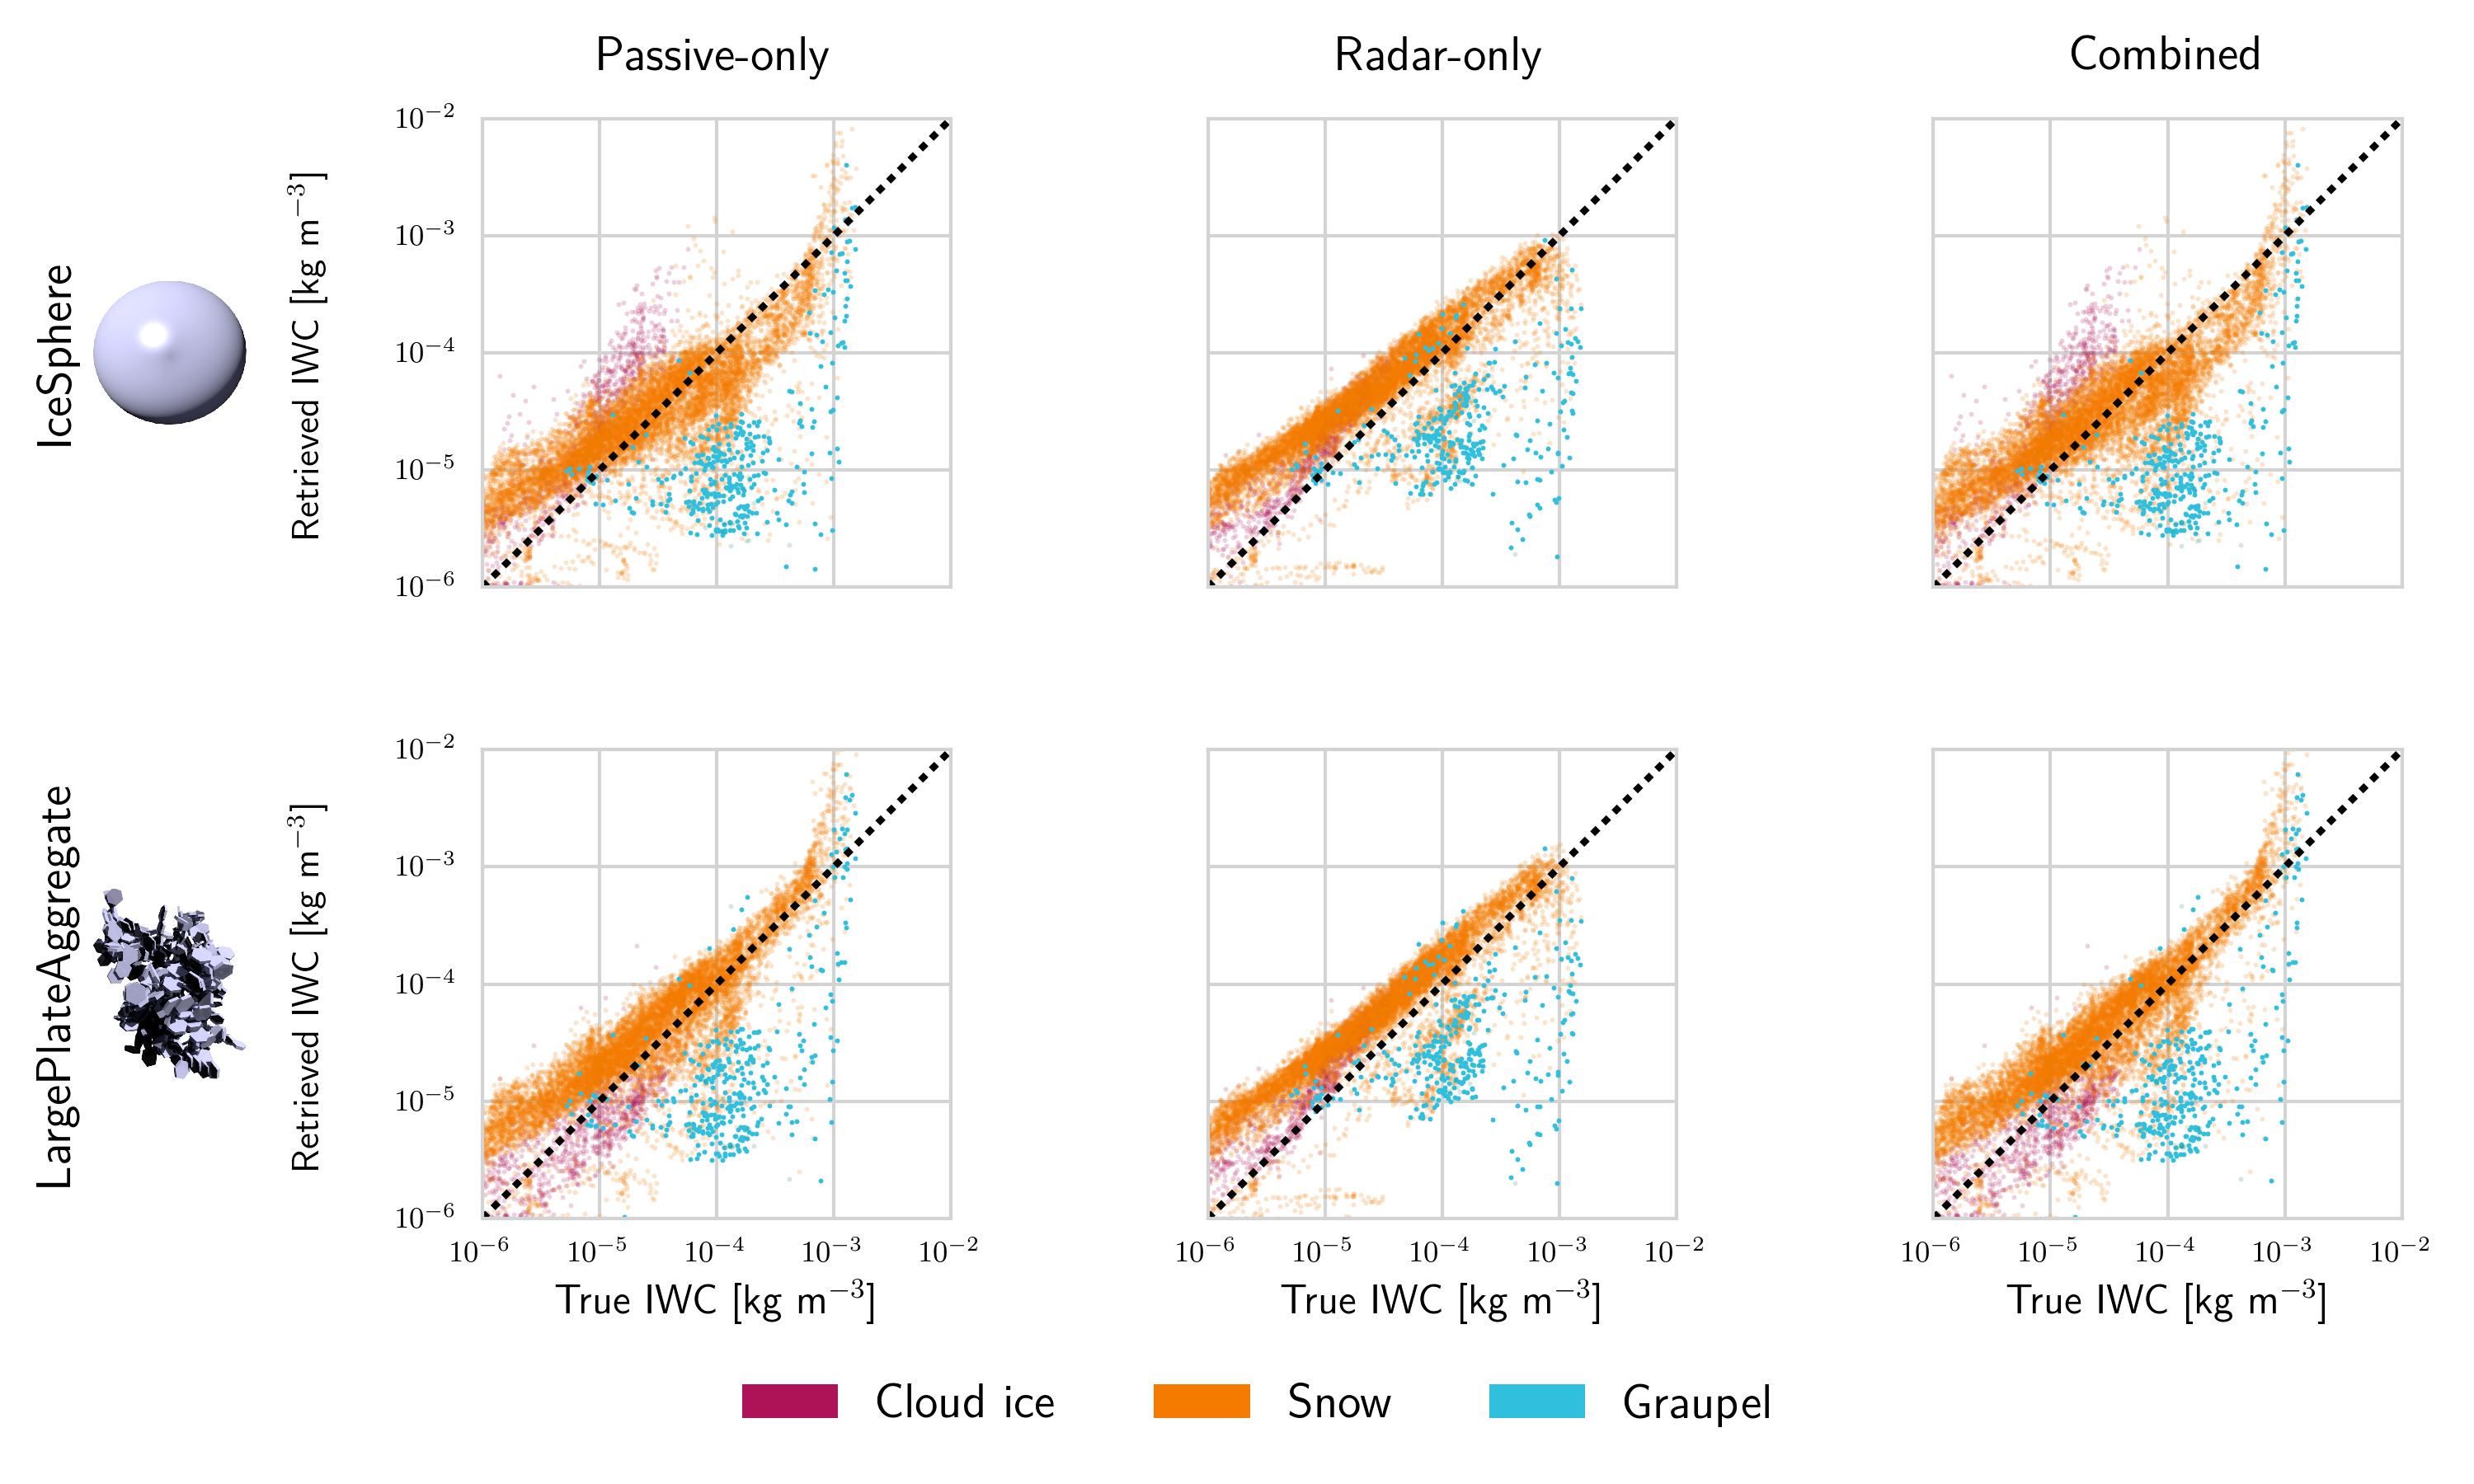 Passive-only
Radar-only
Combined
IceSphere
Retrieved IWC [kg m⁻³]
10⁻²
10⁻³
10⁻⁴
10⁻⁵
10⁻⁶
LargePlateAggregate
Retrieved IWC [kg m⁻³]
10⁻²
10⁻³
10⁻⁴
10⁻⁵
10⁻⁶
10⁻⁶ 10⁻⁵ 10⁻⁴ 10⁻³ 10⁻²
True IWC [kg m⁻³]
10⁻⁶ 10⁻⁵ 10⁻⁴ 10⁻³ 10⁻²
True IWC [kg m⁻³]
10⁻⁶ 10⁻⁵ 10⁻⁴ 10⁻³ 10⁻²
True IWC [kg m⁻³]
Cloud ice
Snow
Graupel